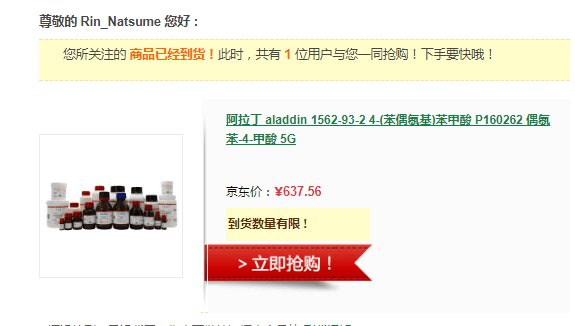 尊敬的 Rin_Natsume 您好：
您所关注的 商品已经到货！此时，共有 1 位用户与您一同抢购！下手要快哦！
阿拉丁 aladdin 1562-93-2 4-(苯偶氨基)苯甲酸 P160262 偶氨
苯-4-甲酸 5G
京东价：¥637.56
到货数量有限！
> 立即抢购！